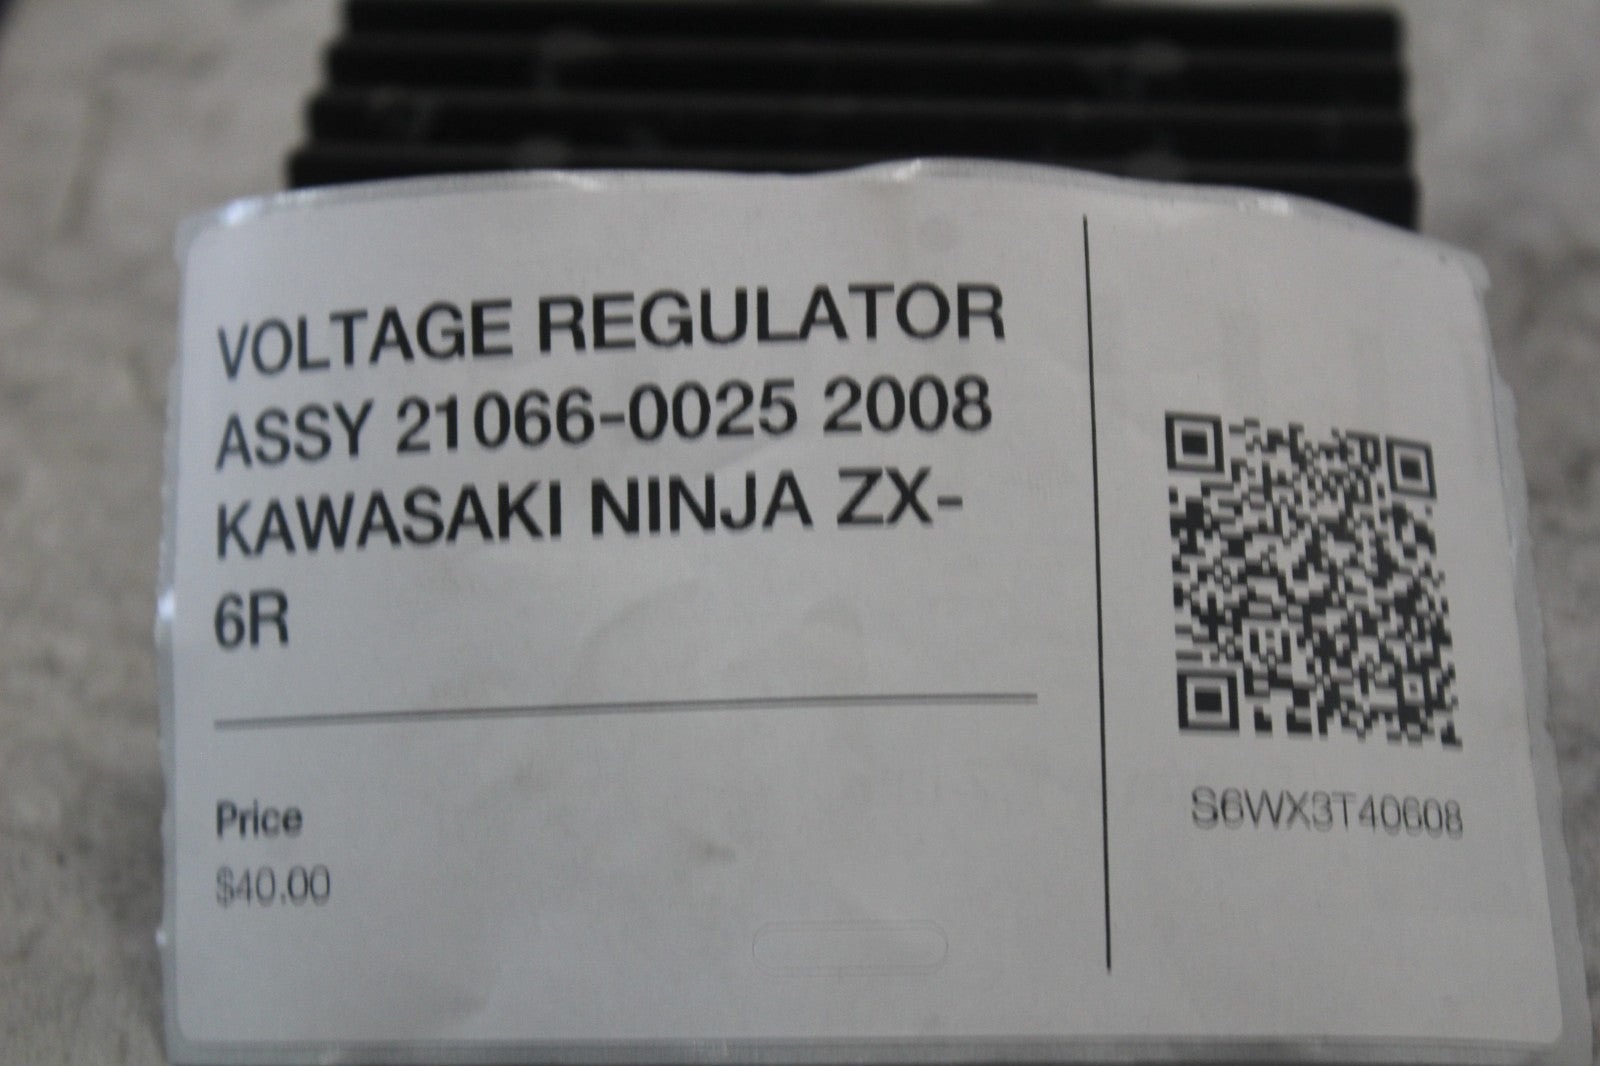 VOLTAGE REGULATOR
ASSY 21066-0025 2008
KAWASAKI NINJA ZX-
6R
Price
$40.00
S6WX3T40608